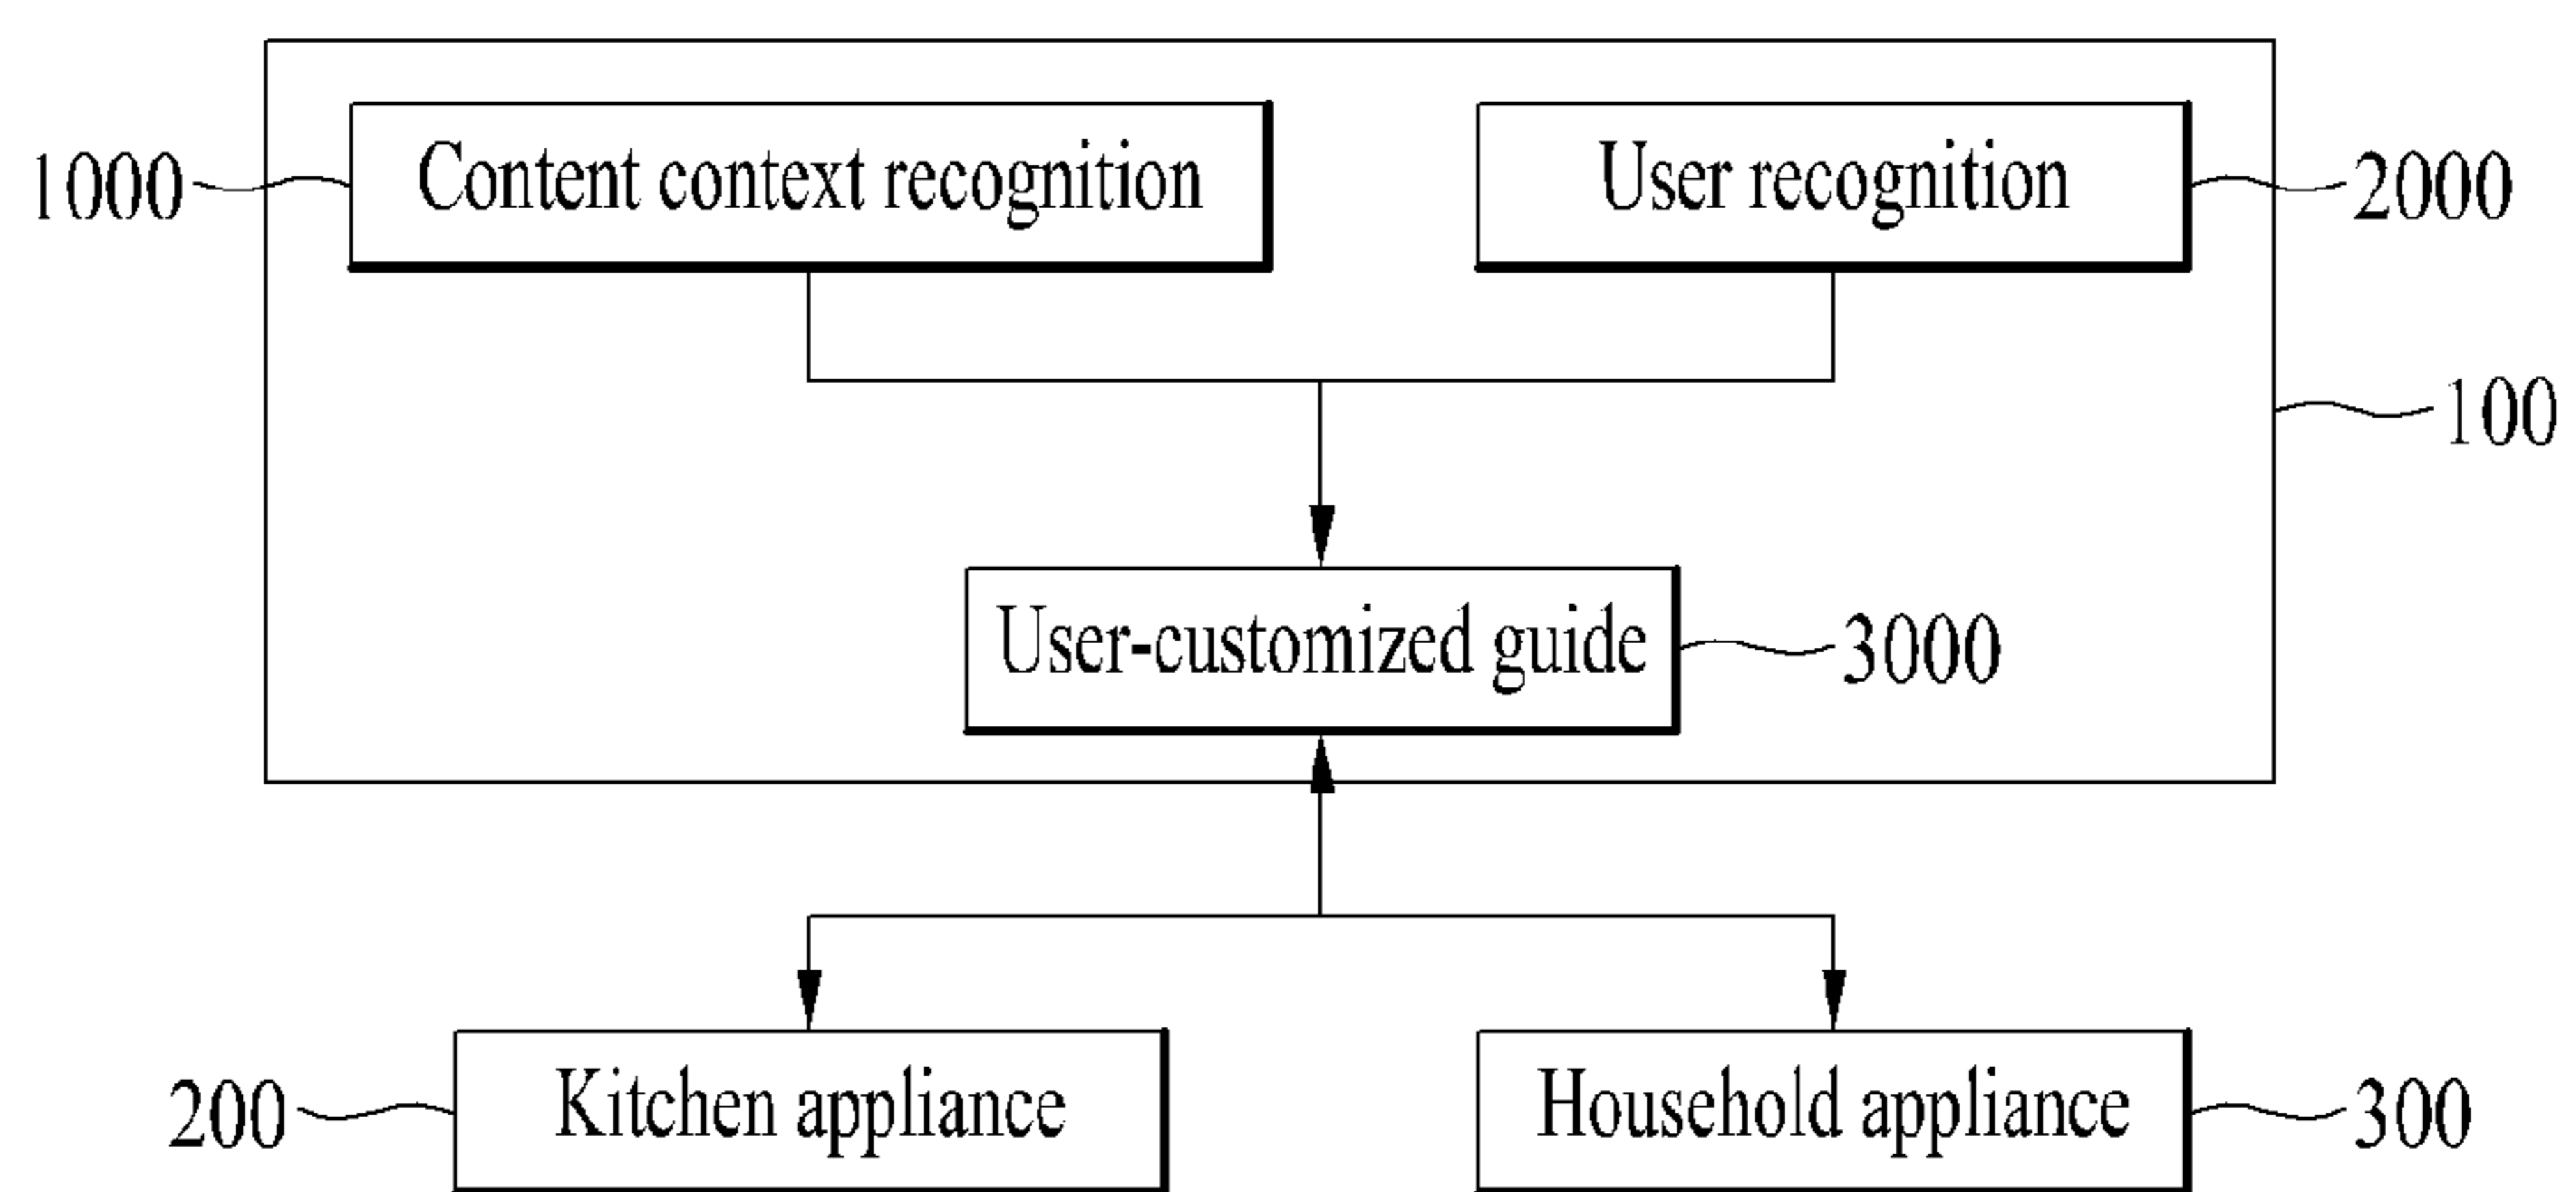 1000
Content context recognition
User recognition
2000
100
User-customized guide
3000
200
Kitchen appliance
Household appliance
300